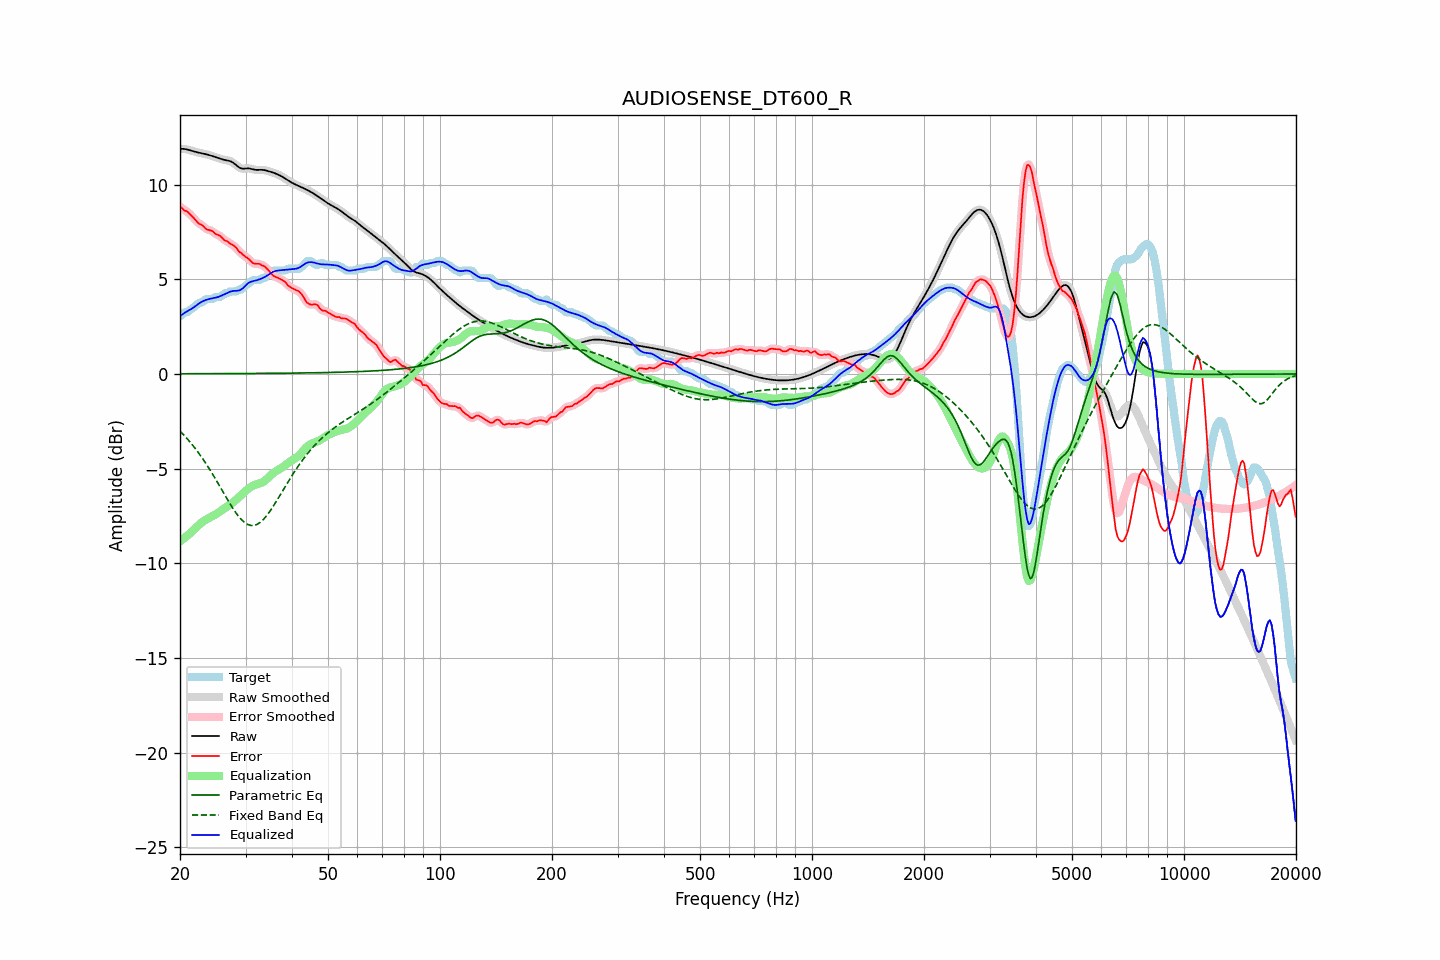 AUDIOSENSE_DT600_R
Amplitude (dBr)
10
5
0
−5
−10
−15
−20
−25
Target
Raw Smoothed
Error Smoothed
Raw
Error
Equalization
Parametric Eq
Fixed Band Eq
Equalized
20 50 100 200 500 1000 2000 5000 10000 20000
Frequency (Hz)